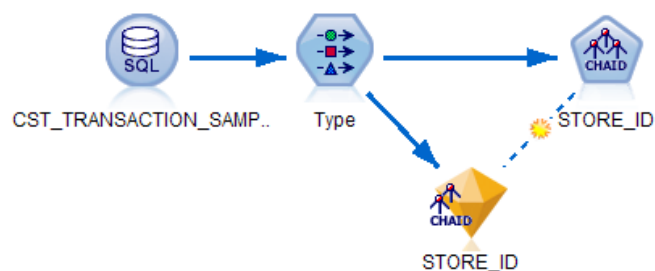 SQL
CHAID
CST_TRANSACTION_SAMP..
Type
STORE_ID
CHAID
STORE_ID